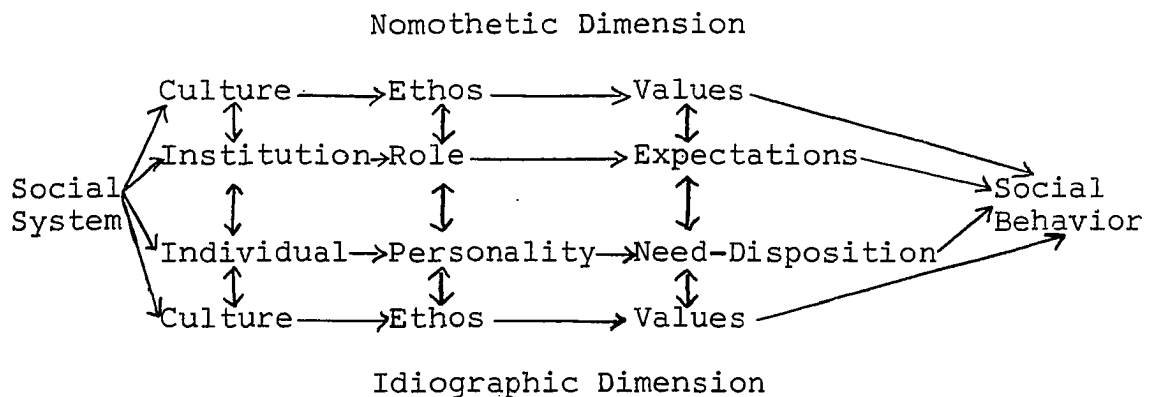 Nomothetic Dimension
Culture Ethos Values
Institution Role Expectations
Social System
Social Behavior
Individual Personality Need-Disposition
Culture Ethos Values
Idiographic Dimension